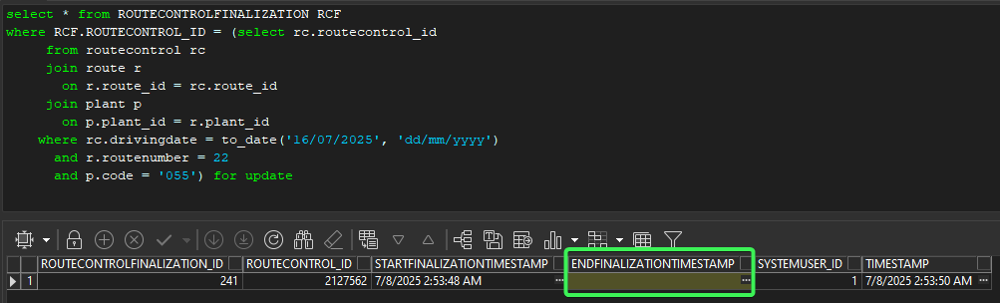 select * from ROUTECONTROLFINALIZATION RCF
where RCF.ROUTECONTROL_ID = (select rc.routecontrol_id
from routecontrol rc
join route r
on r.route_id = rc.route_id
join plant p
on p.plant_id = r.plant_id
where rc.drivingdate = to_date('16/07/2025', 'dd/mm/yyyy')
and r.routenumber = 22
and p.code = '055') for update
ROUTECONTROLFINALIZATION_ID ROUTECONTROL_ID STARTFINALIZATIONTIMESTAMP ENDFINALIZATIONTIMESTAMP SYSTEMUSER_ID TIMESTAMP
1 241 2127562 7/8/2025 2:53:48 AM ··· ··· 1 7/8/2025 2:53:50 AM ···